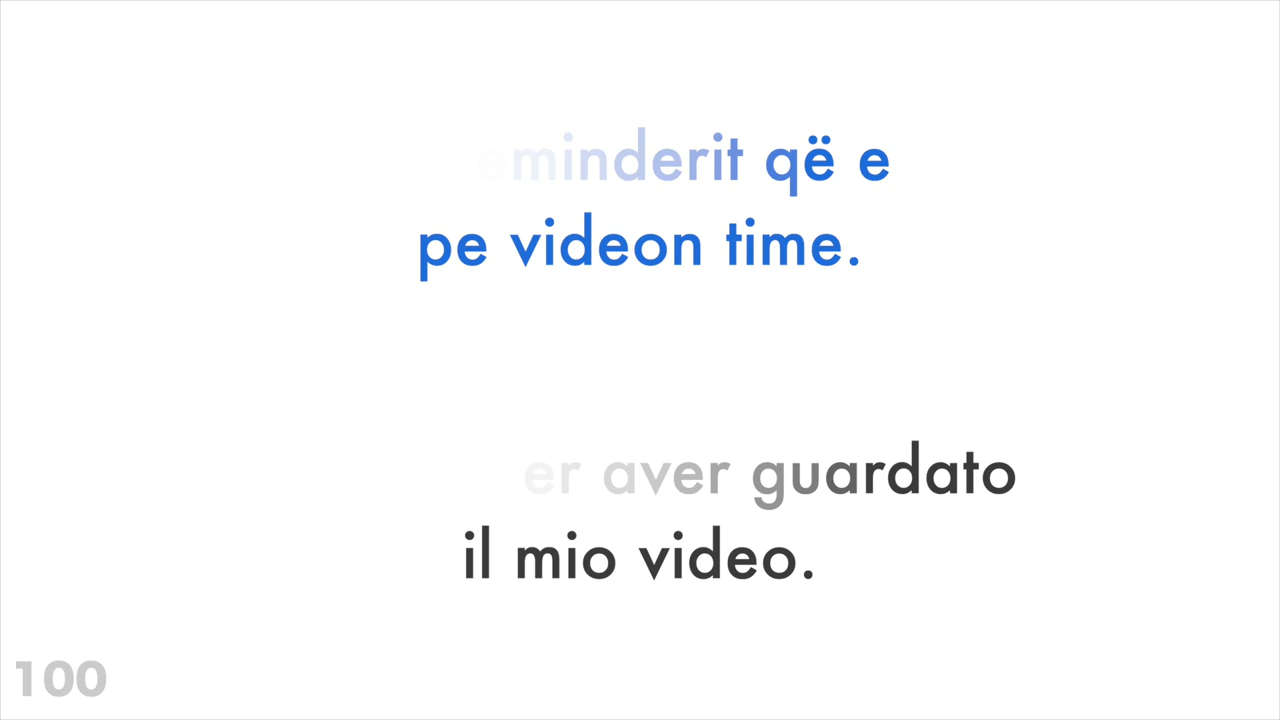 eminderit që e
pe videon time.
er aver guardato
il mio video.
100